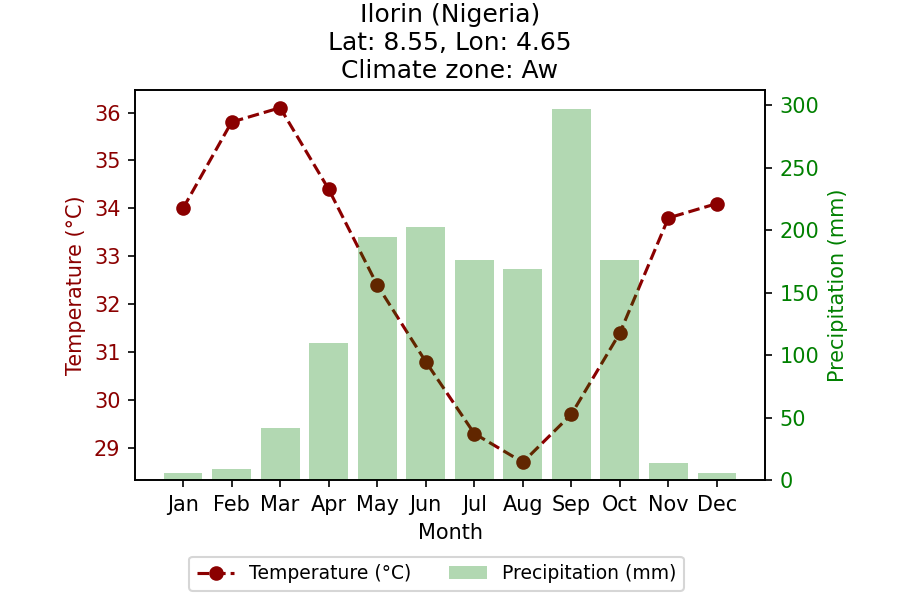 Ilorin (Nigeria)
Lat: 8.55, Lon: 4.65
Climate zone: Aw
36
35
34
33
32
31
30
29
Temperature (°C)
300
250
200
150
100
50
0
Precipitation (mm)
Jan Feb Mar Apr May Jun Jul Aug Sep Oct Nov Dec
Month
Temperature (°C) Precipitation (mm)